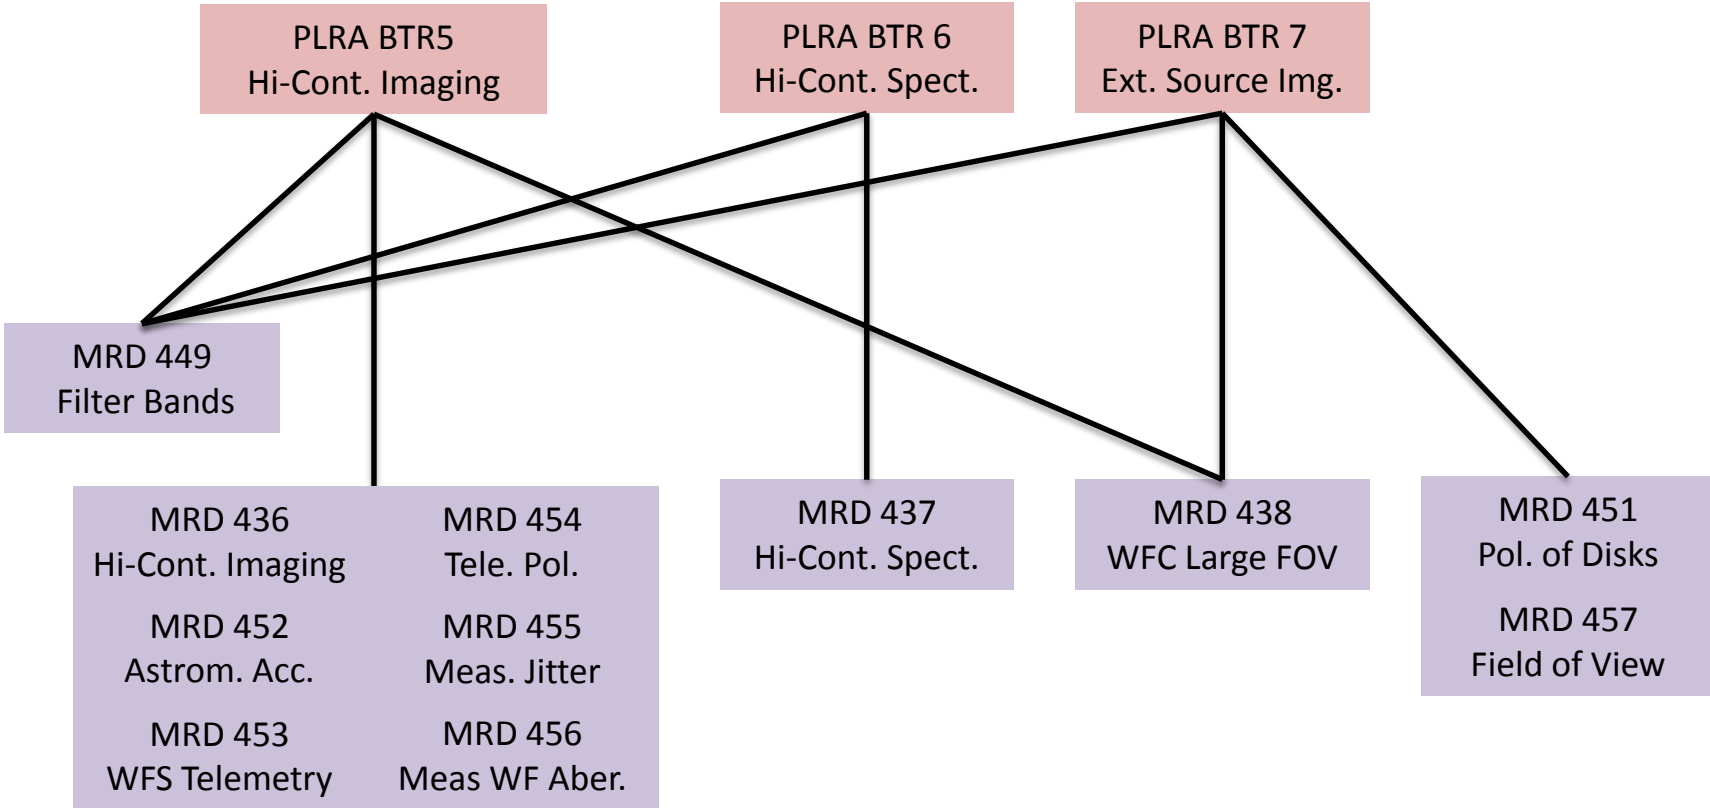 PLRA BTR5
Hi-Cont. Imaging
PLRA BTR 6
Hi-Cont. Spect.
PLRA BTR 7
Ext. Source Img.
MRD 449
Filter Bands
MRD 436
Hi-Cont. Imaging
MRD 452
Astrom. Acc.
MRD 453
WFS Telemetry
MRD 454
Tele. Pol.
MRD 455
Meas. Jitter
MRD 456
Meas WF Aber.
MRD 437
Hi-Cont. Spect.
MRD 438
WFC Large FOV
MRD 451
Pol. of Disks
MRD 457
Field of View